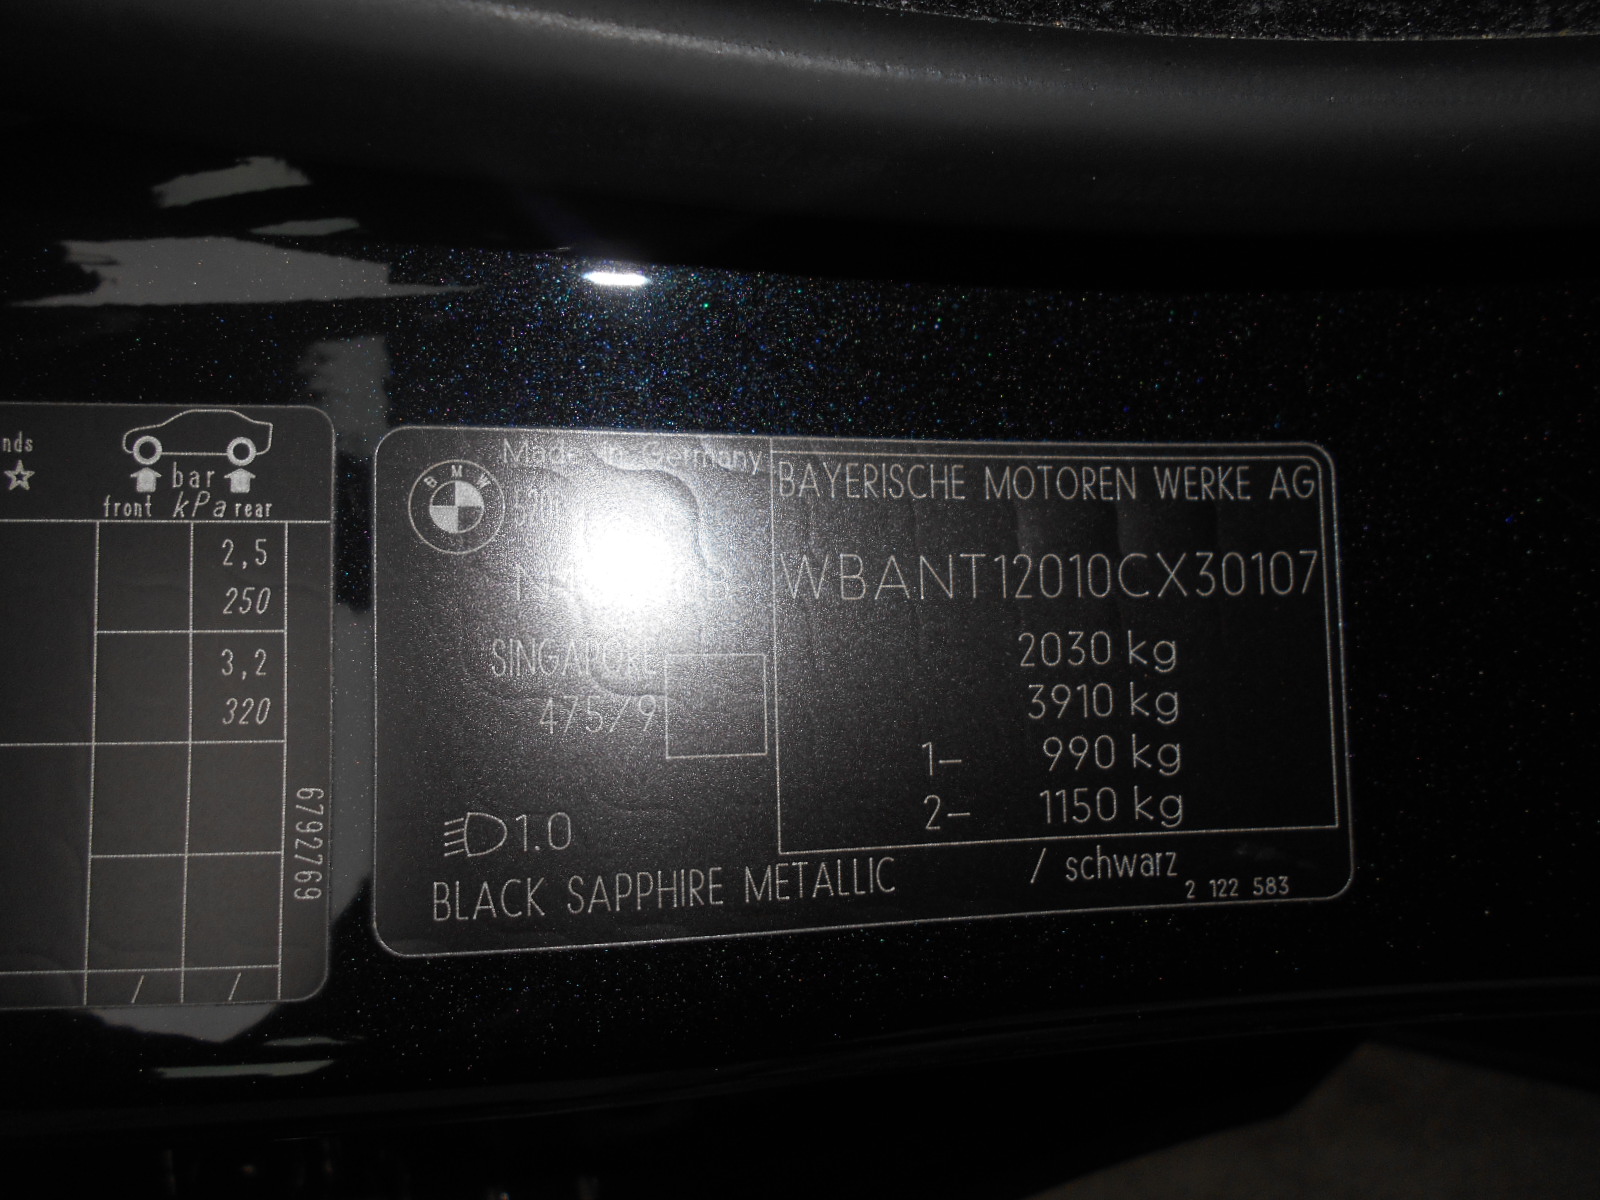 bar
front kPa rear
2,5
250
3,2
320
/ /
6792769
BMW
Made in Germany
SINGAPORE
475/9
1.0
BLACK SAPPHIRE METALLIC / schwarz
2 122 583
BAYERISCHE MOTOREN WERKE AG
WBANT12010CX30107
2030 kg
3910 kg
1- 990 kg
2- 1150 kg